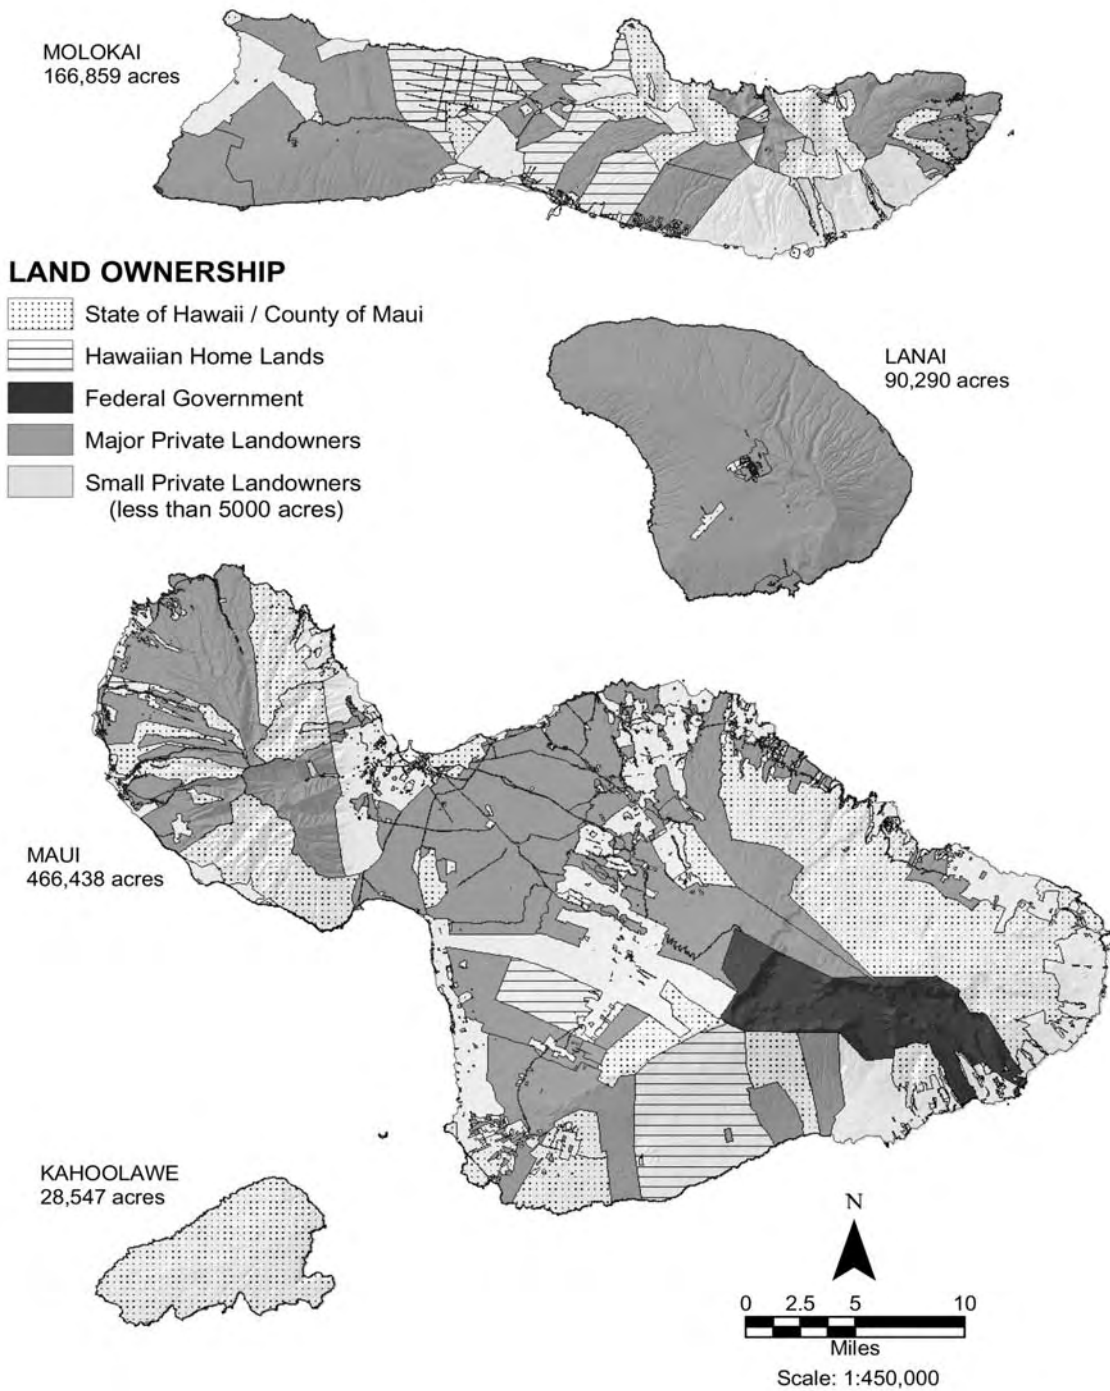 MOLOKAI
166,859 acres
LAND OWNERSHIP
State of Hawaii / County of Maui
Hawaiian Home Lands
Federal Government
Major Private Landowners
Small Private Landowners
(less than 5000 acres)
LANAI
90,290 acres
MAUI
466,438 acres
KAHOOLAWE
28,547 acres
N
0 2.5 5 10
Miles
Scale: 1:450,000